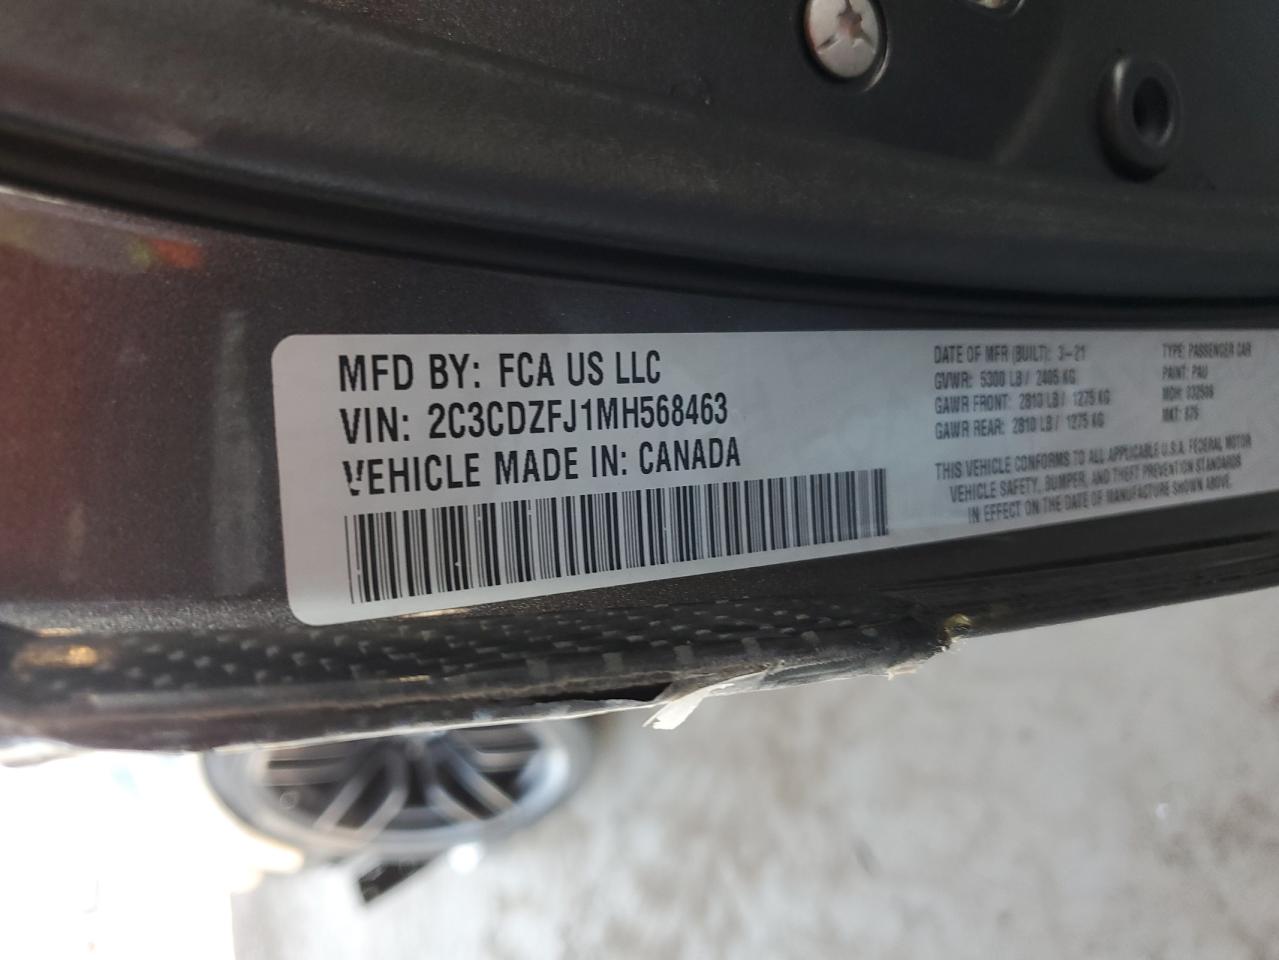 MFD BY: FCA US LLC
VIN: 2C3CDZFJ1MH568463
VEHICLE MADE IN: CANADA
DATE OF MFR (BUILT): 3-21
GVWR: 5300 LB / 2405 KG
GAWR FRONT: 2810 LB / 1275 KG
GAWR REAR: 2810 LB / 1275 KG
TYPE: PASSENGER CAR
PAINT: PAU
MDH:
MKT:
THIS VEHICLE CONFORMS TO ALL APPLICABLE U.S.A. FEDERAL MOTOR
VEHICLE SAFETY, BUMPER, AND THEFT PREVENTION STANDARDS
IN EFFECT ON THE DATE OF MANUFACTURE SHOWN ABOVE.